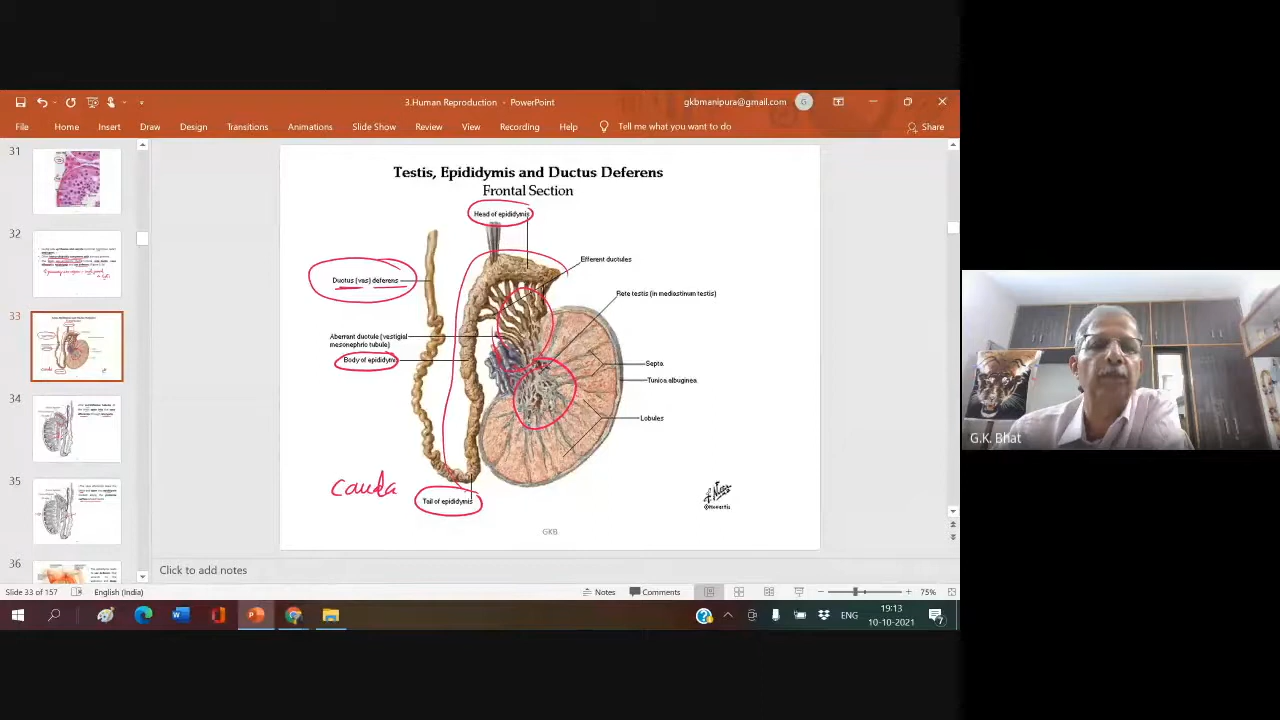 3.Human Reproduction - PowerPoint
gkbmanipura@gmail.com
G
File Home Insert Draw Design Transitions Animations Slide Show Review View Recording Help Tell me what you want to do Share
31
32
33
34
35
36
Testis, Epididymis and Ductus Deferens
Frontal Section
Head of epididymis
Efferent ductules
Ductus (vas) deferens
Rete testis (in mediastinum testis)
Aberrant ductule (vestigial
mesonephric tubule)
Body of epididymi
Septa
Tunica albuginea
Lobules
cauda
Tail of epididymis
GKB
G.K. Bhat
Click to add notes
Slide 33 of 157 English (India) Notes Comments 75%
ENG
19:13
10-10-2021
7